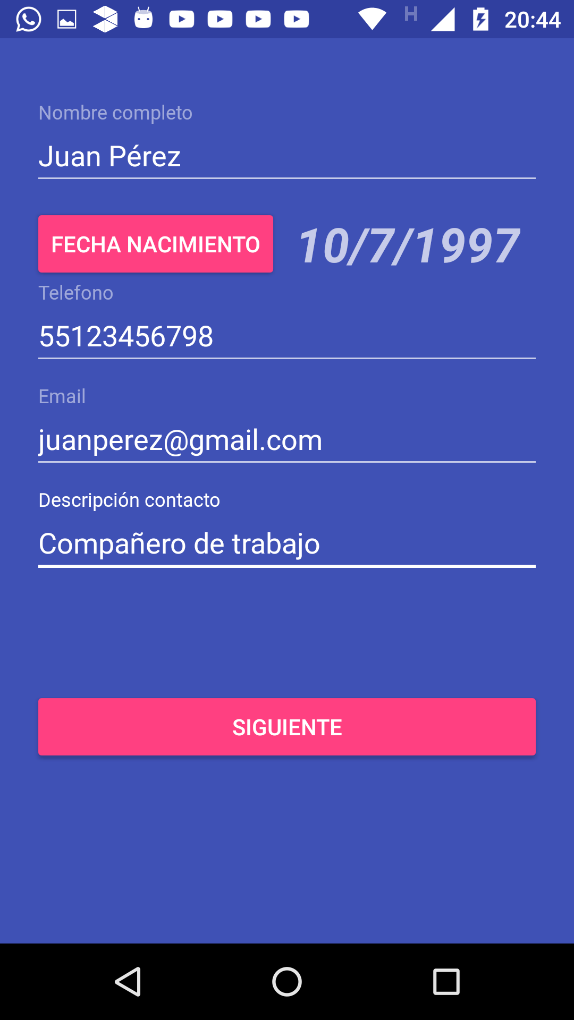 H 20:44
Nombre completo
Juan Pérez
FECHA NACIMIENTO 10/7/1997
Telefono
55123456798
Email
juanperez@gmail.com
Descripción contacto
Compañero de trabajo
SIGUIENTE